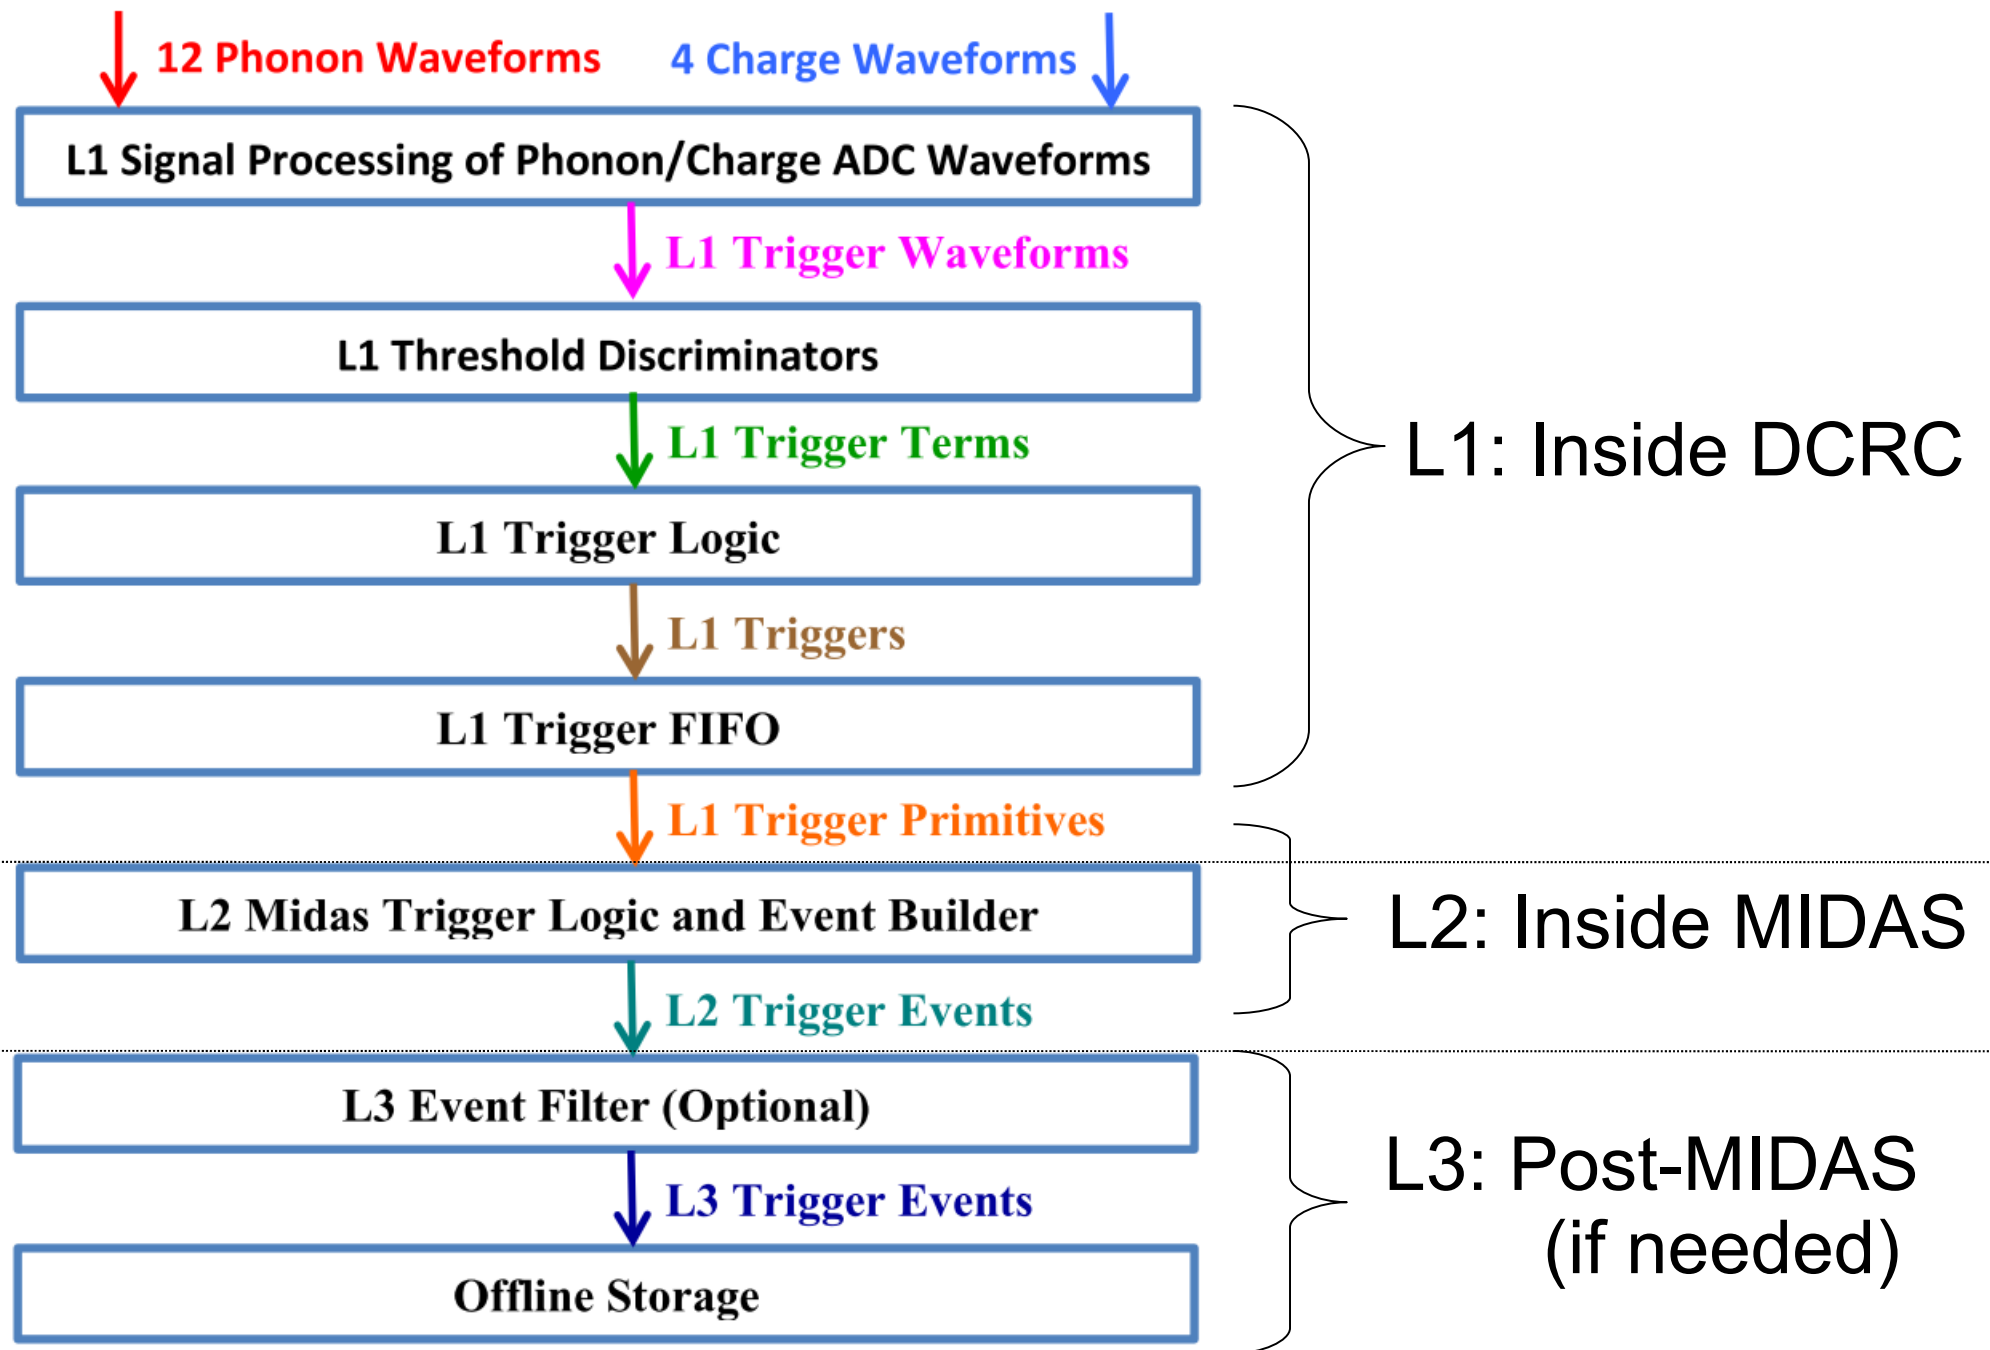 12 Phonon Waveforms
4 Charge Waveforms
L1 Signal Processing of Phonon/Charge ADC Waveforms
L1 Trigger Waveforms
L1 Threshold Discriminators
L1 Trigger Terms
L1: Inside DCRC
L1 Trigger Logic
L1 Triggers
L1 Trigger FIFO
L1 Trigger Primitives
L2 Midas Trigger Logic and Event Builder
L2: Inside MIDAS
L2 Trigger Events
L3 Event Filter (Optional)
L3: Post-MIDAS
(if needed)
L3 Trigger Events
Offline Storage